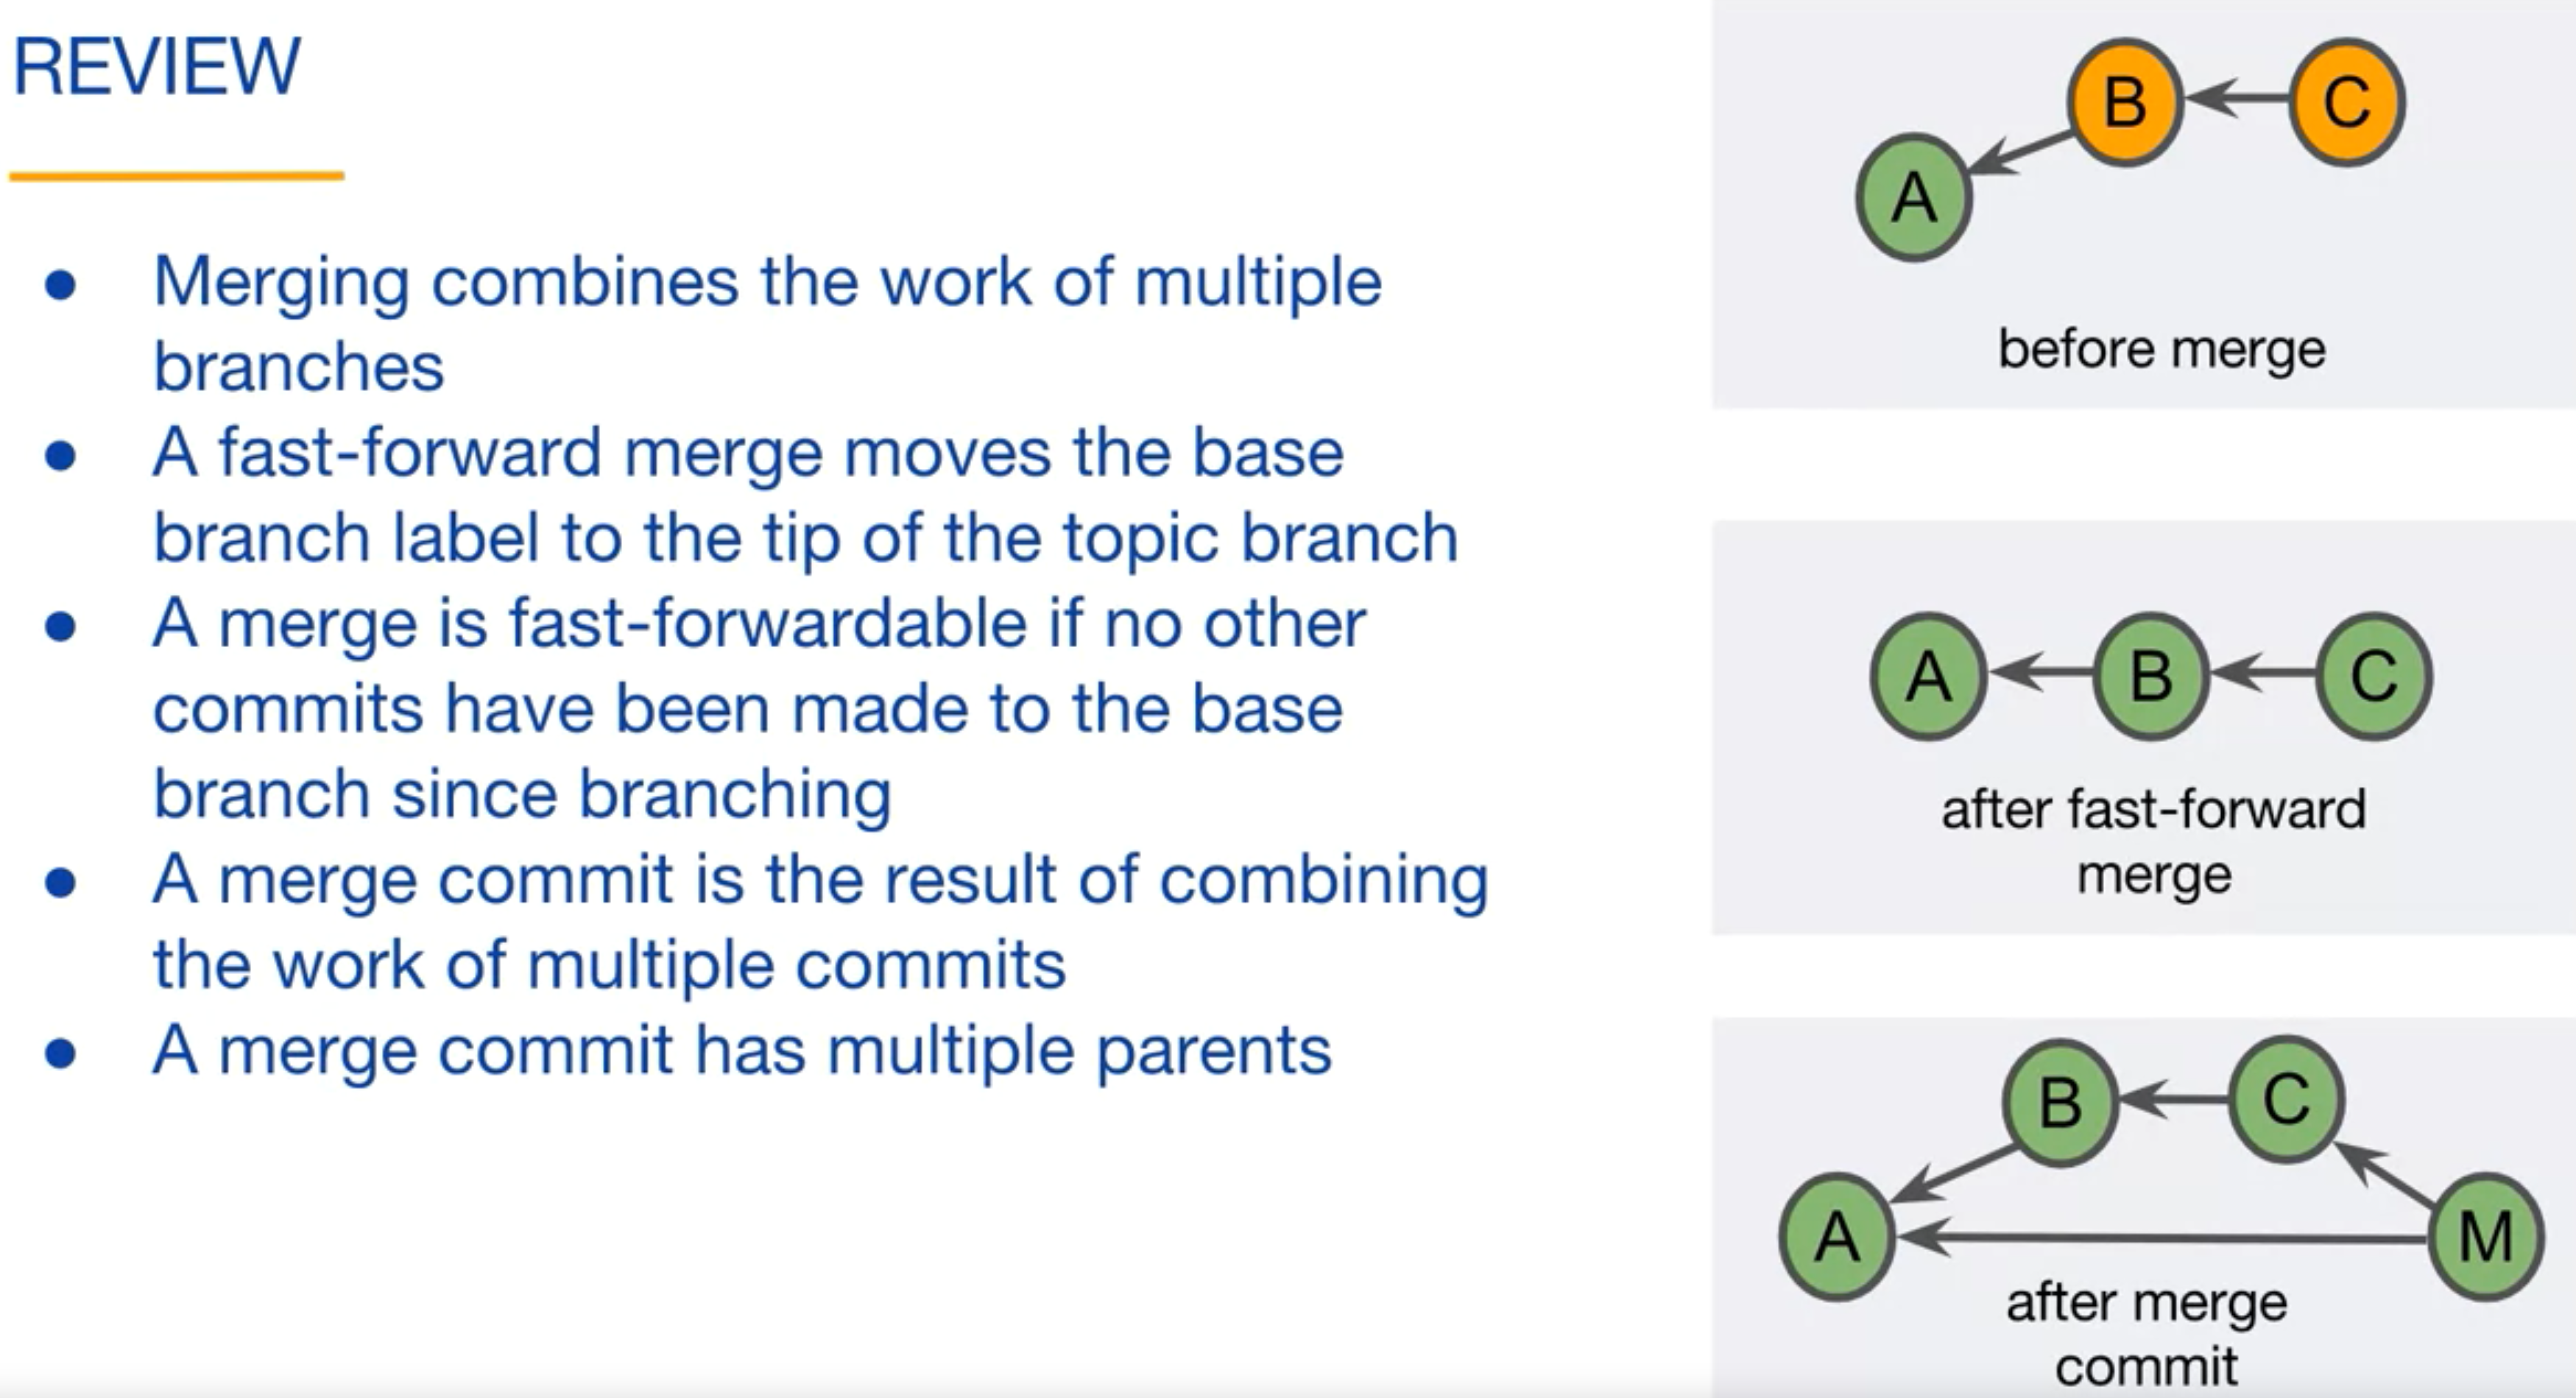 REVIEW
● Merging combines the work of multiple
branches
● A fast-forward merge moves the base
branch label to the tip of the topic branch
● A merge is fast-forwardable if no other
commits have been made to the base
branch since branching
● A merge commit is the result of combining
the work of multiple commits
● A merge commit has multiple parents
B C
A
before merge
A B C
after fast-forward
merge
B C
A M
after merge
commit